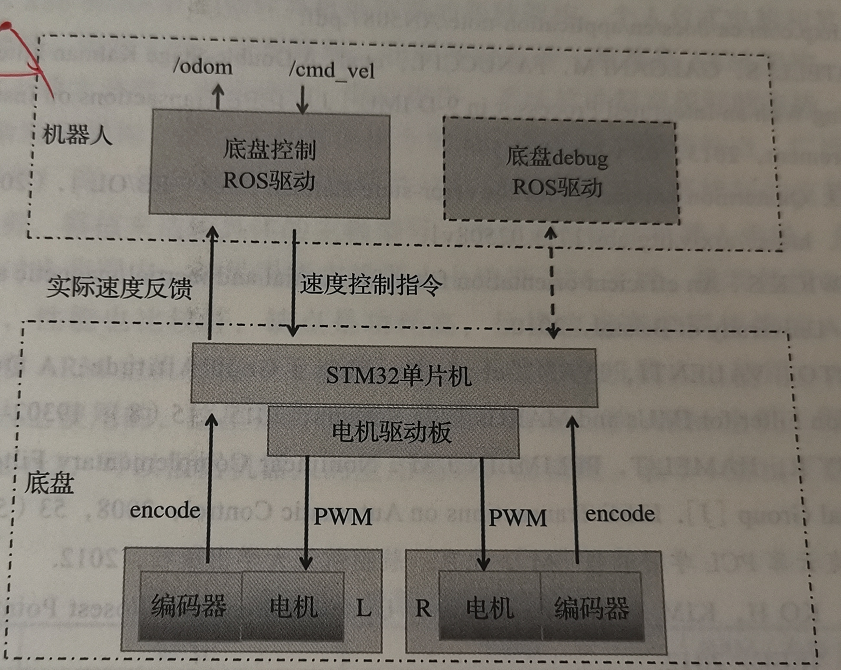 /odom
/cmd_vel
机器人
底盘控制
ROS驱动
底盘debug
ROS驱动
实际速度反馈
速度控制指令
STM32单片机
电机驱动板
底盘
encode
PWM
PWM
encode
编码器
电机
L
R
电机
编码器